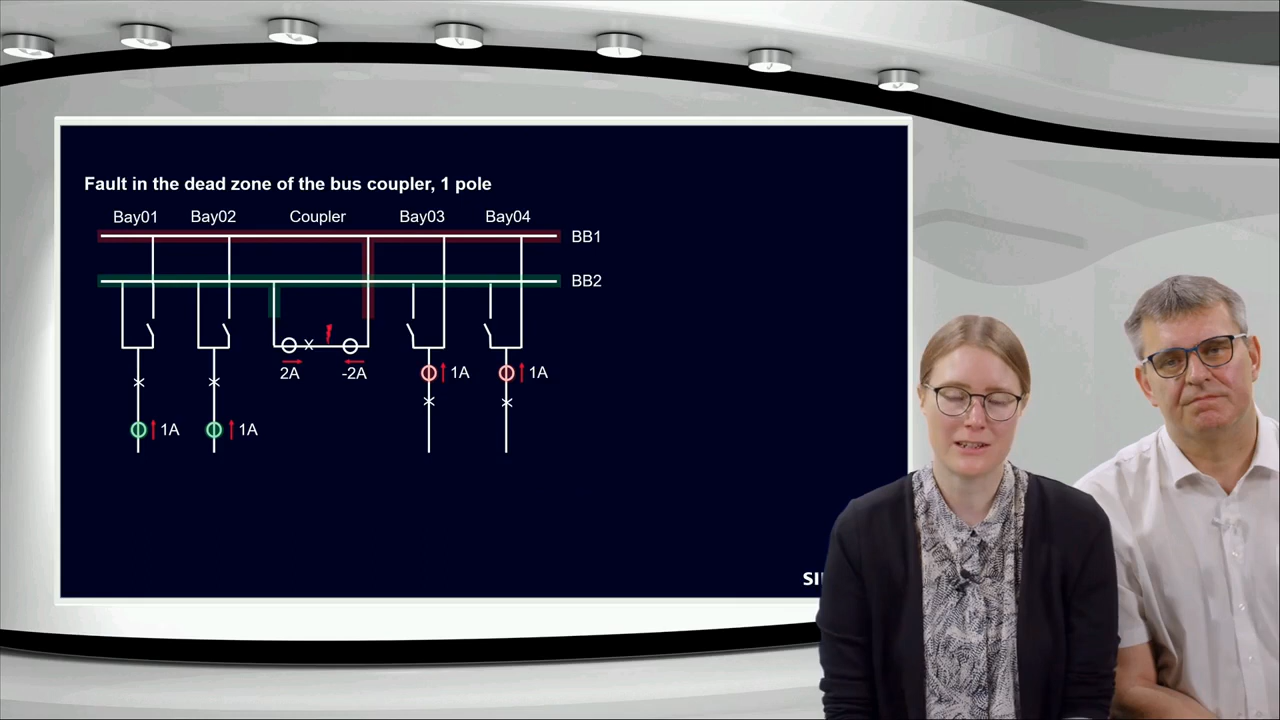 Fault in the dead zone of the bus coupler, 1 pole
Bay01 Bay02 Coupler Bay03 Bay04
BB1
BB2
2A -2A 1A 1A
1A 1A